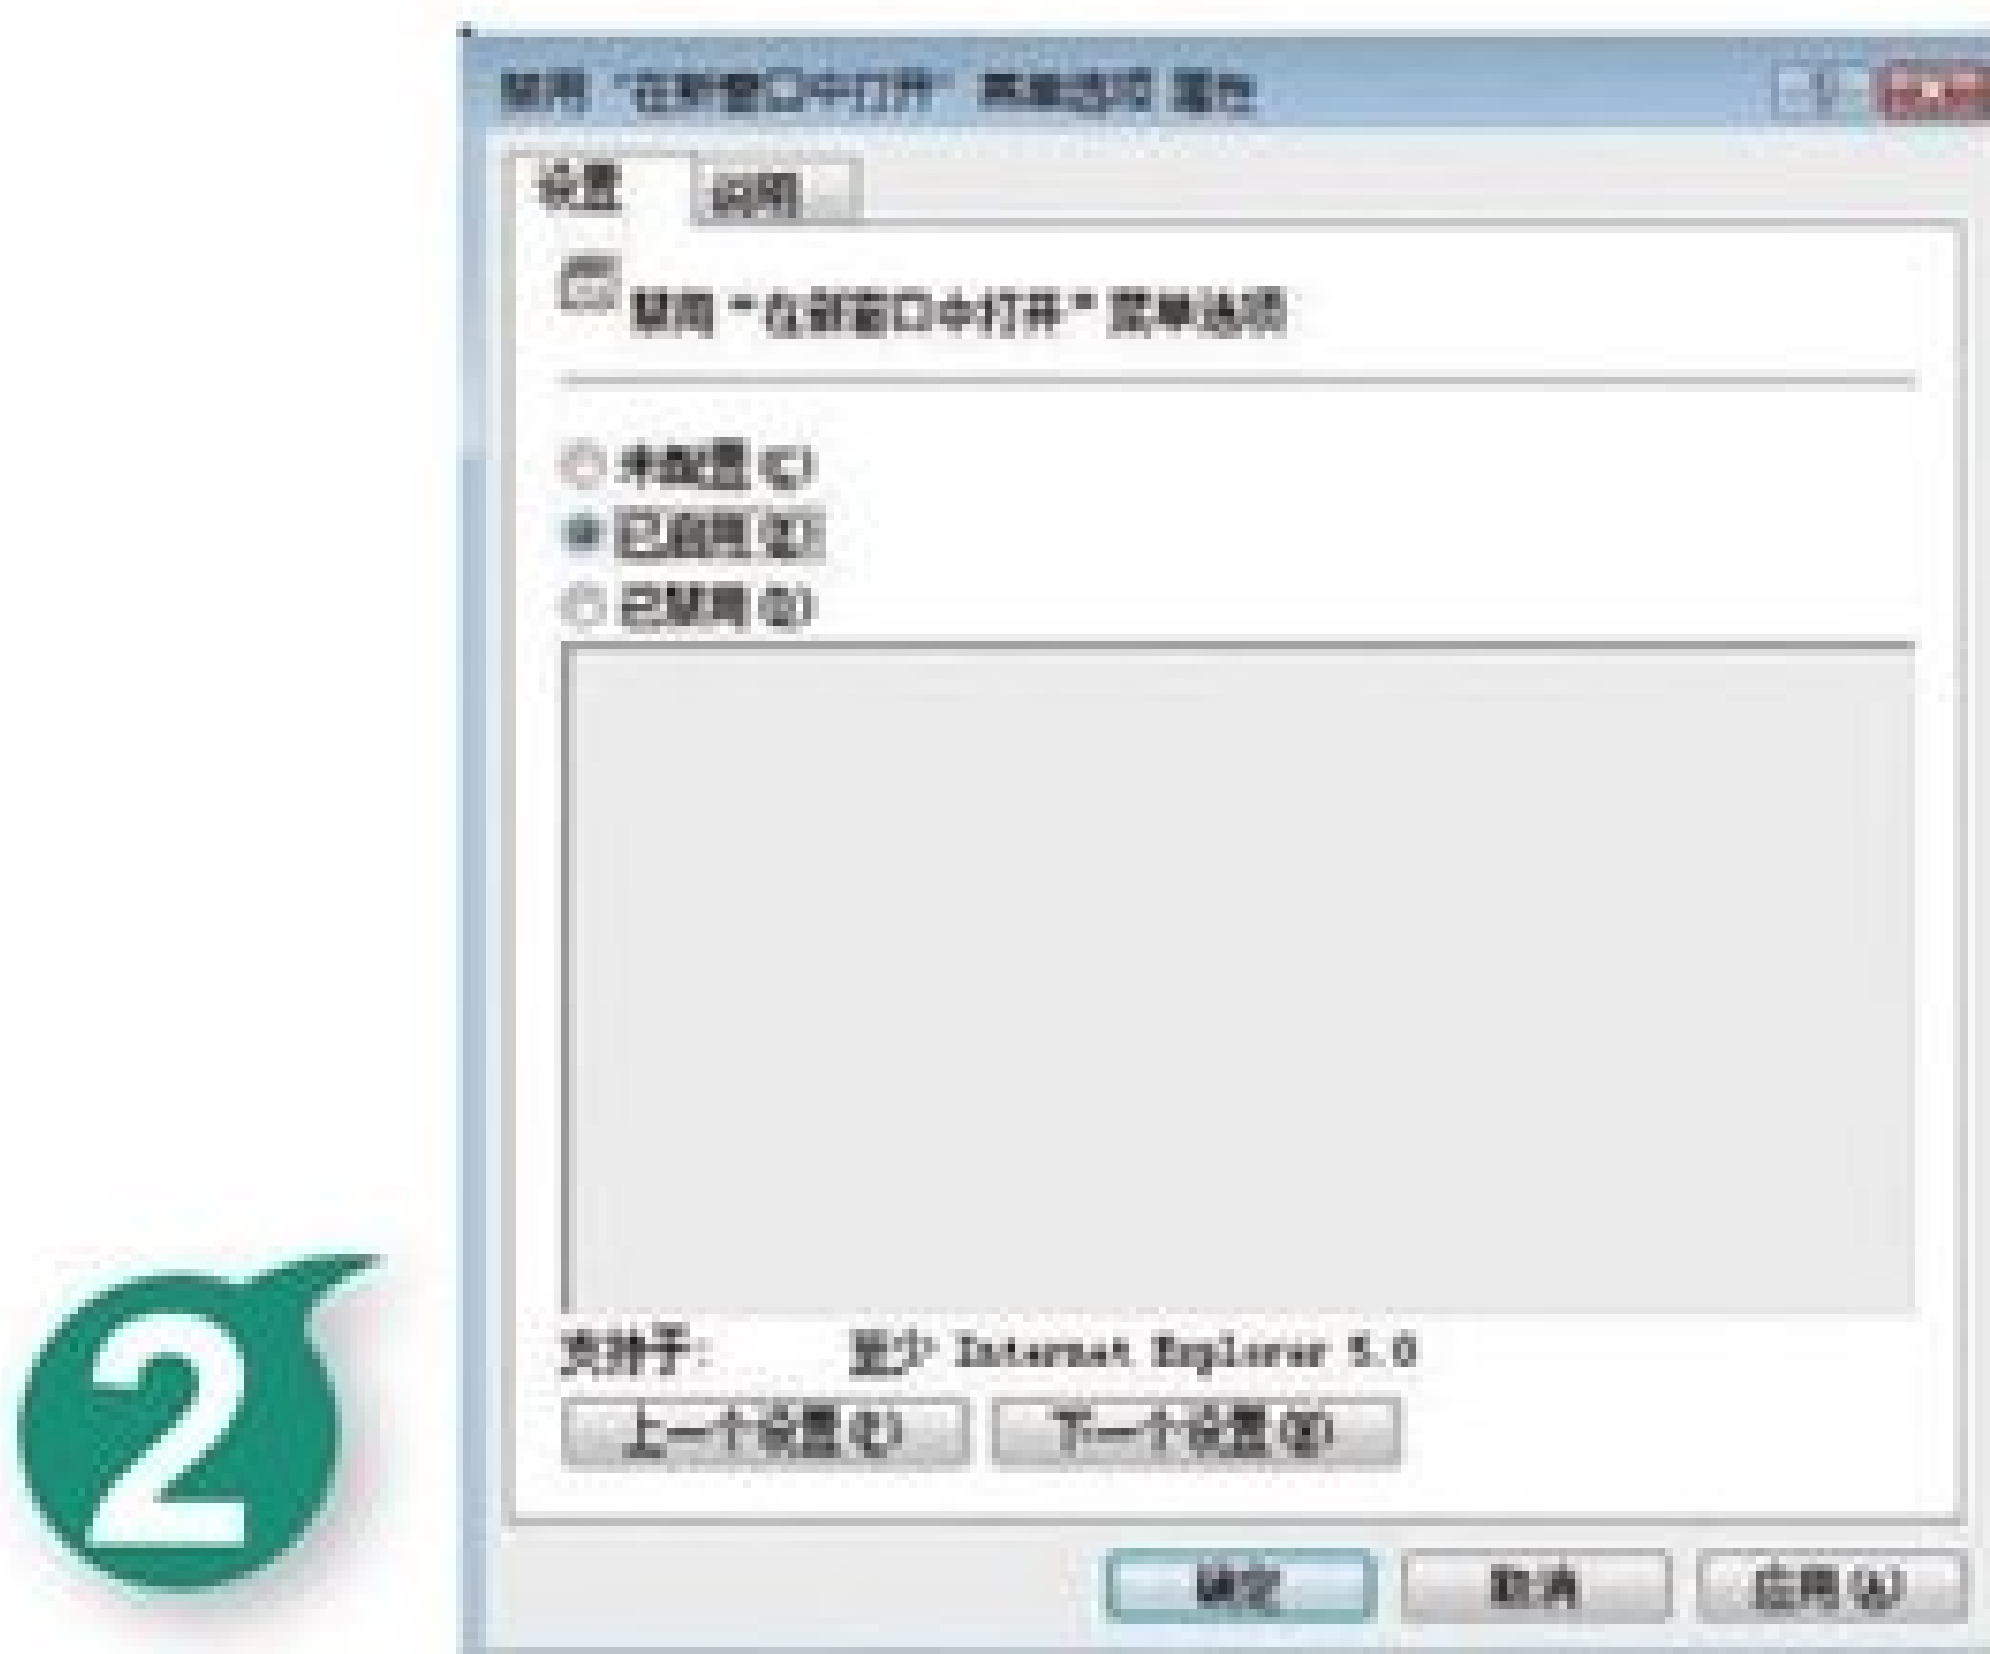 禁用 "在新窗口中打开" 菜单选项 属性
设置 说明
禁用“在新窗口中打开”菜单选项
未配置(C)
已启用(E)
已禁用(D)
支持于: 至少 Internet Explorer 5.0
上一个设置(P) 下一个设置(N)
确定 取消 应用(A)
2